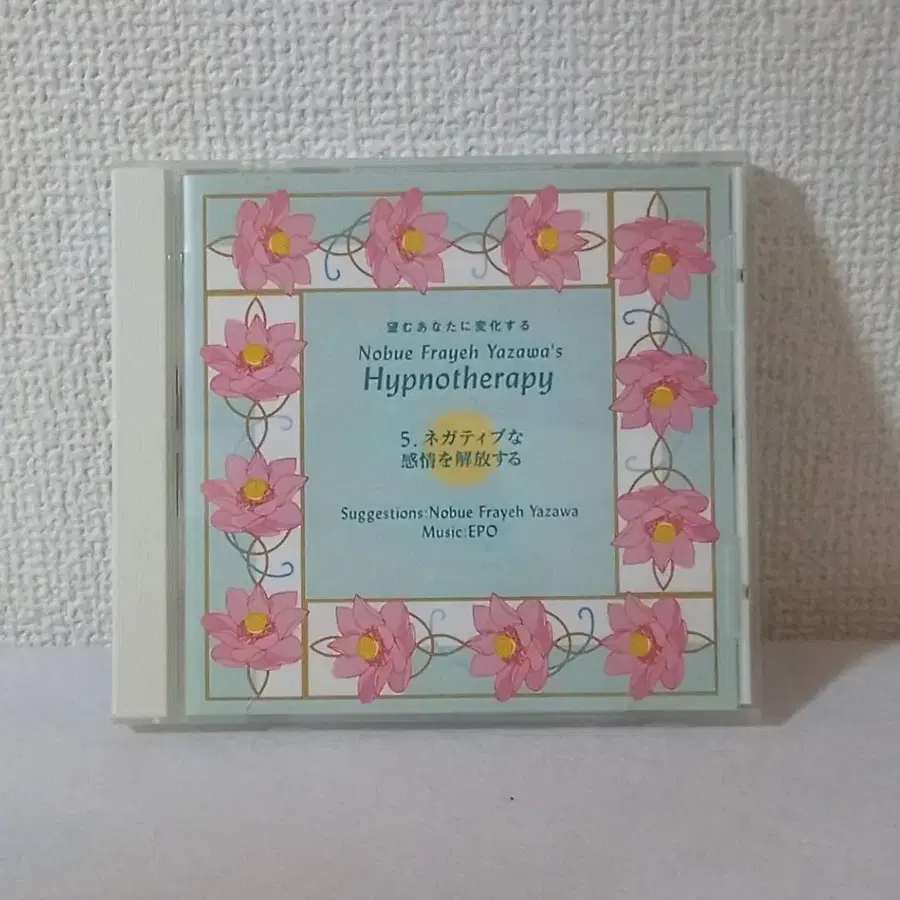 望むあなたに変化する
Nobue Frayeh Yazawa's
Hypnotherapy
5.ネガティブな
感情を解放する
Suggestions:Nobue Frayeh Yazawa
Music:EPO